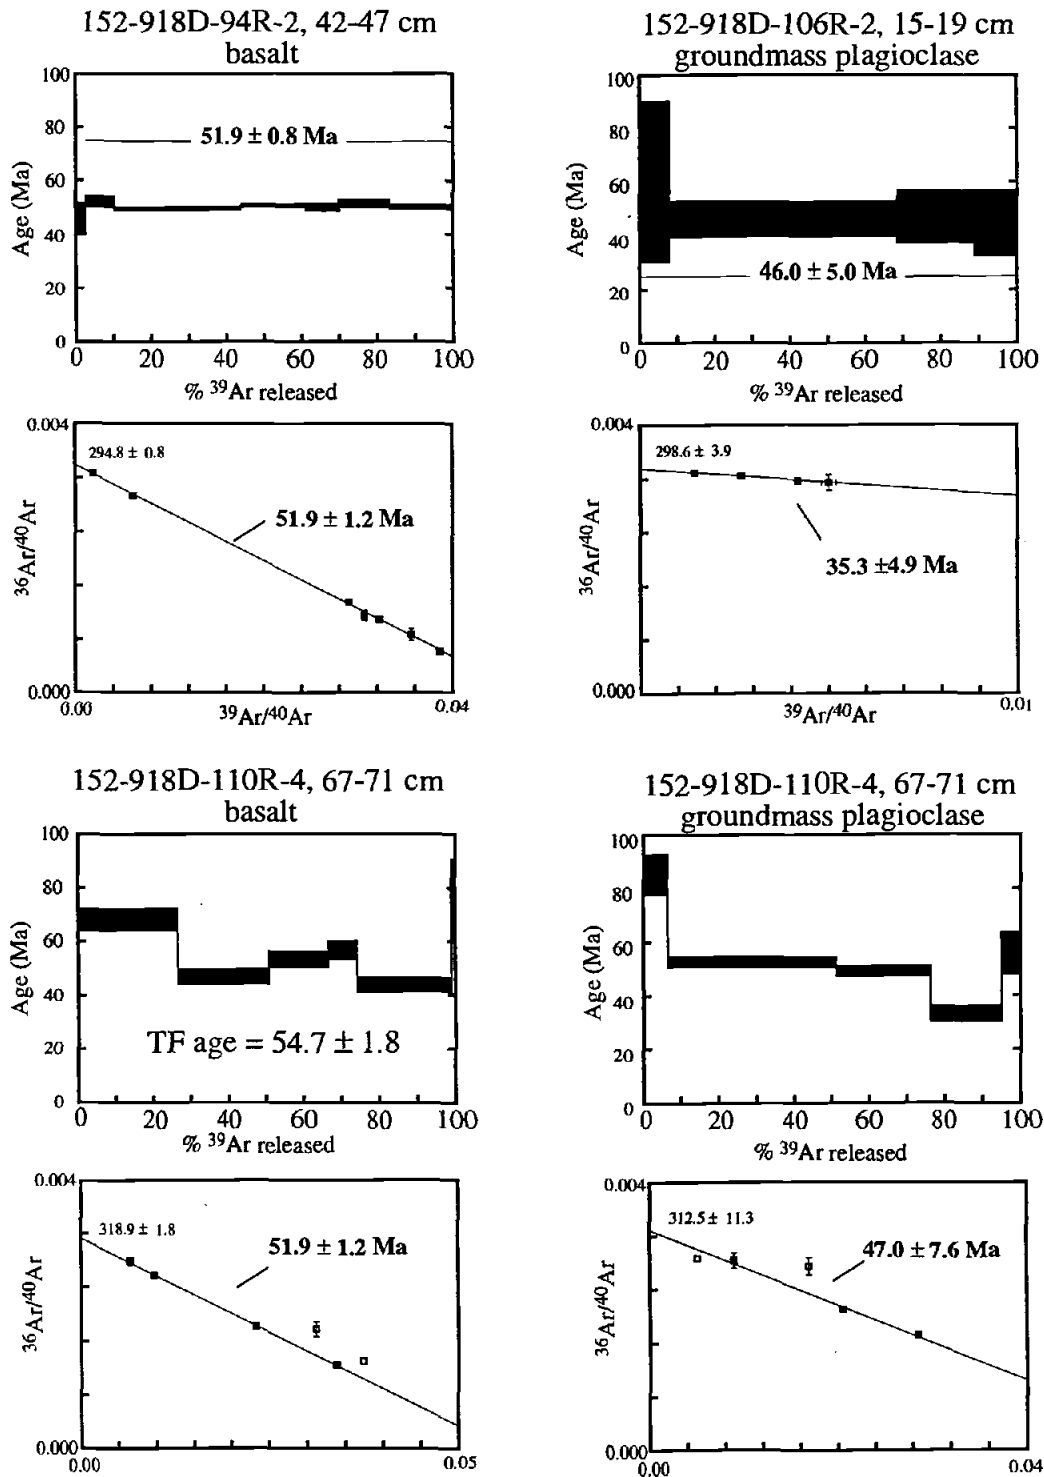 152-918D-94R-2, 42-47 cm
basalt
100
80
60
40
20
0
Age (Ma)
51.9 ± 0.8 Ma
0 20 40 60 80 100
% ³⁹Ar released
152-918D-106R-2, 15-19 cm
groundmass plagioclase
100
80
60
40
20
0
Age (Ma)
46.0 ± 5.0 Ma
0 20 40 60 80 100
% ³⁹Ar released
0.004
294.8 ± 0.8
51.9 ± 1.2 Ma
³⁶Ar/⁴⁰Ar
0.000
0.00 0.04
³⁹Ar/⁴⁰Ar
0.004
298.6 ± 3.9
35.3 ±4.9 Ma
³⁶Ar/⁴⁰Ar
0.000
0.01
³⁹Ar/⁴⁰Ar
152-918D-110R-4, 67-71 cm
basalt
100
80
60
40
20
0
Age (Ma)
TF age = 54.7 ± 1.8
0 20 40 60 80 100
% ³⁹Ar released
152-918D-110R-4, 67-71 cm
groundmass plagioclase
100
80
60
40
20
0
Age (Ma)
0 20 40 60 80 100
% ³⁹Ar released
0.004
318.9 ± 1.8
51.9 ± 1.2 Ma
³⁶Ar/⁴⁰Ar
0.000
0.00 0.05
0.004
312.5 ± 11.3
47.0 ± 7.6 Ma
³⁶Ar/⁴⁰Ar
0.000
0.00 0.04